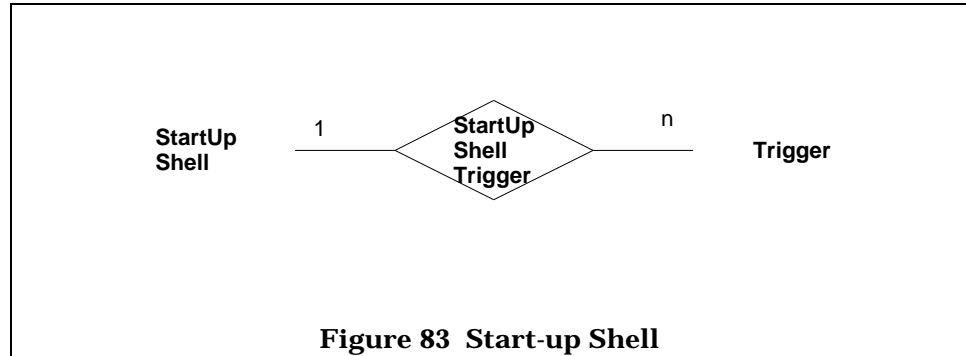 StartUp
Shell
1
StartUp
Shell
Trigger
n
Trigger
Figure 83 Start-up Shell